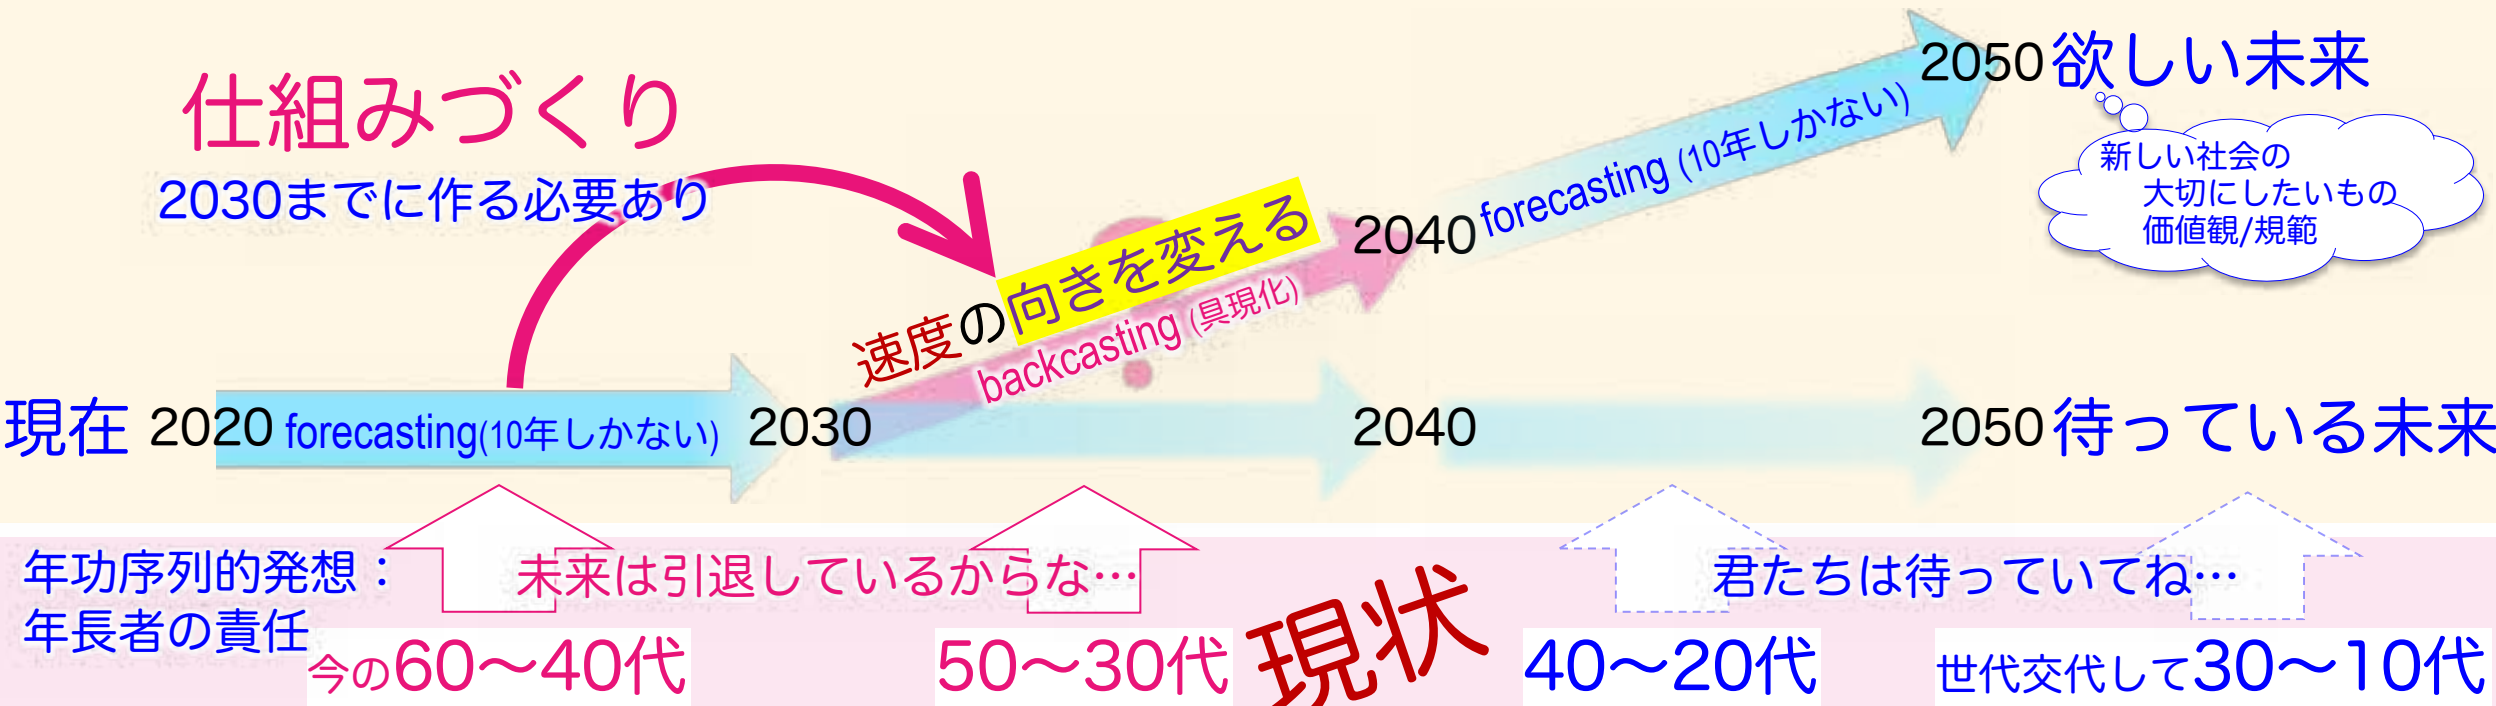 2050欲しい未来
仕組みづくり
2030までに作る必要あり
新しい社会の
大切にしたいもの
価値観/規範
2040 forecasting (10年しかない)
速度の向きを変える
backcasting (具現化)
現在 2020 forecasting(10年しかない) 2030 2040 2050待っている未来
年功序列的発想：
年長者の責任
未来は引退しているからな…
君たちは待っていてね…
現状
今の60〜40代 50〜30代 40〜20代 世代交代して30〜10代